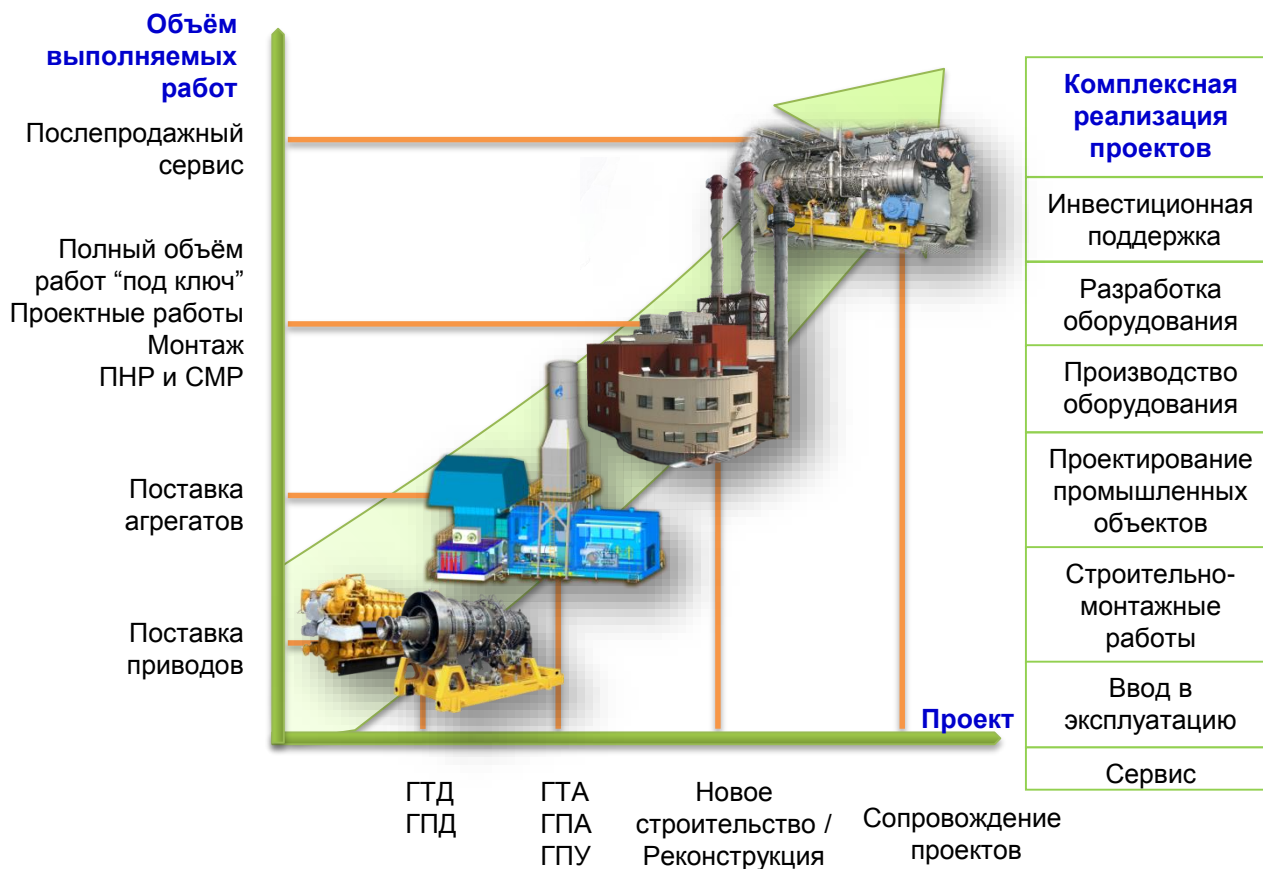 Объём
выполняемых
работ
Послепродажный
сервис
Полный объём
работ “под ключ”
Проектные работы
Монтаж
ПНР и СМР
Поставка
агрегатов
Поставка
приводов
Проект
ГТД
ГПД
ГТА
ГПА
ГПУ
Новое
строительство /
Реконструкция
Сопровождение
проектов
Комплексная
реализация
проектов
Инвестиционная
поддержка
Разработка
оборудования
Производство
оборудования
Проектирование
промышленных
объектов
Строительно-
монтажные
работы
Ввод в
эксплуатацию
Сервис